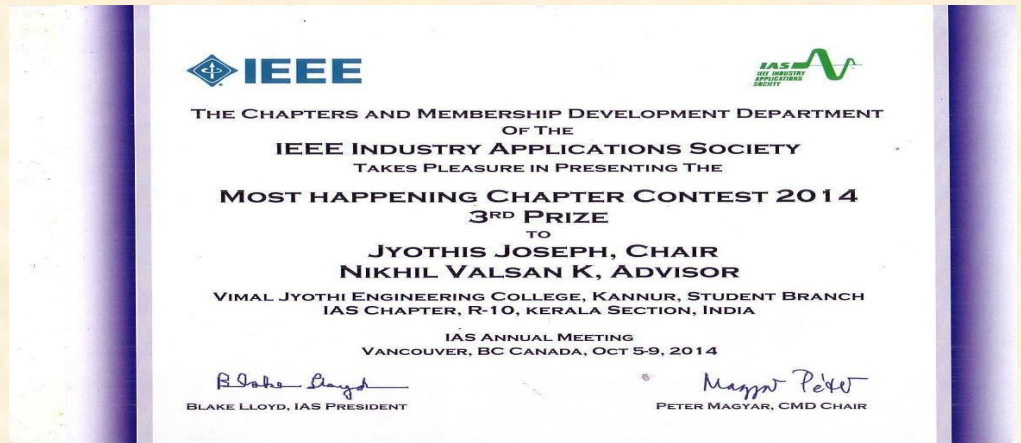 IEEE
IAS
IEEE INDUSTRY
APPLICATIONS
SOCIETY
THE CHAPTERS AND MEMBERSHIP DEVELOPMENT DEPARTMENT
OF THE
IEEE INDUSTRY APPLICATIONS SOCIETY
TAKES PLEASURE IN PRESENTING THE
MOST HAPPENING CHAPTER CONTEST 2014
3RD PRIZE
TO
JYOTHIS JOSEPH, CHAIR
NIKHIL VALSAN K, ADVISOR
VIMAL JYOTHI ENGINEERING COLLEGE, KANNUR, STUDENT BRANCH
IAS CHAPTER, R-10, KERALA SECTION, INDIA
IAS ANNUAL MEETING
VANCOUVER, BC CANADA, OCT 5-9, 2014
Magyar Péter
BLAKE LLOYD, IAS PRESIDENT
PETER MAGYAR, CMD CHAIR